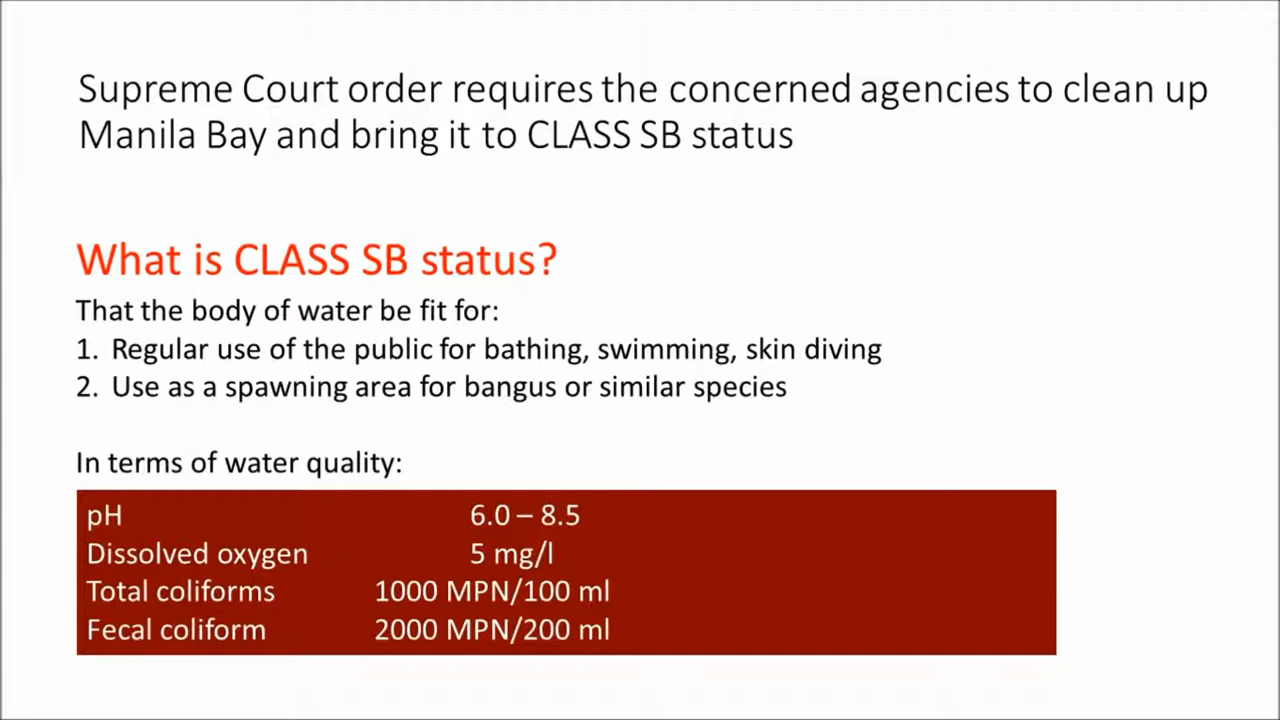 Supreme Court order requires the concerned agencies to clean up
Manila Bay and bring it to CLASS SB status
What is CLASS SB status?
That the body of water be fit for:
1. Regular use of the public for bathing, swimming, skin diving
2. Use as a spawning area for bangus or similar species
In terms of water quality:
pH 6.0 – 8.5
Dissolved oxygen 5 mg/l
Total coliforms 1000 MPN/100 ml
Fecal coliform 2000 MPN/200 ml